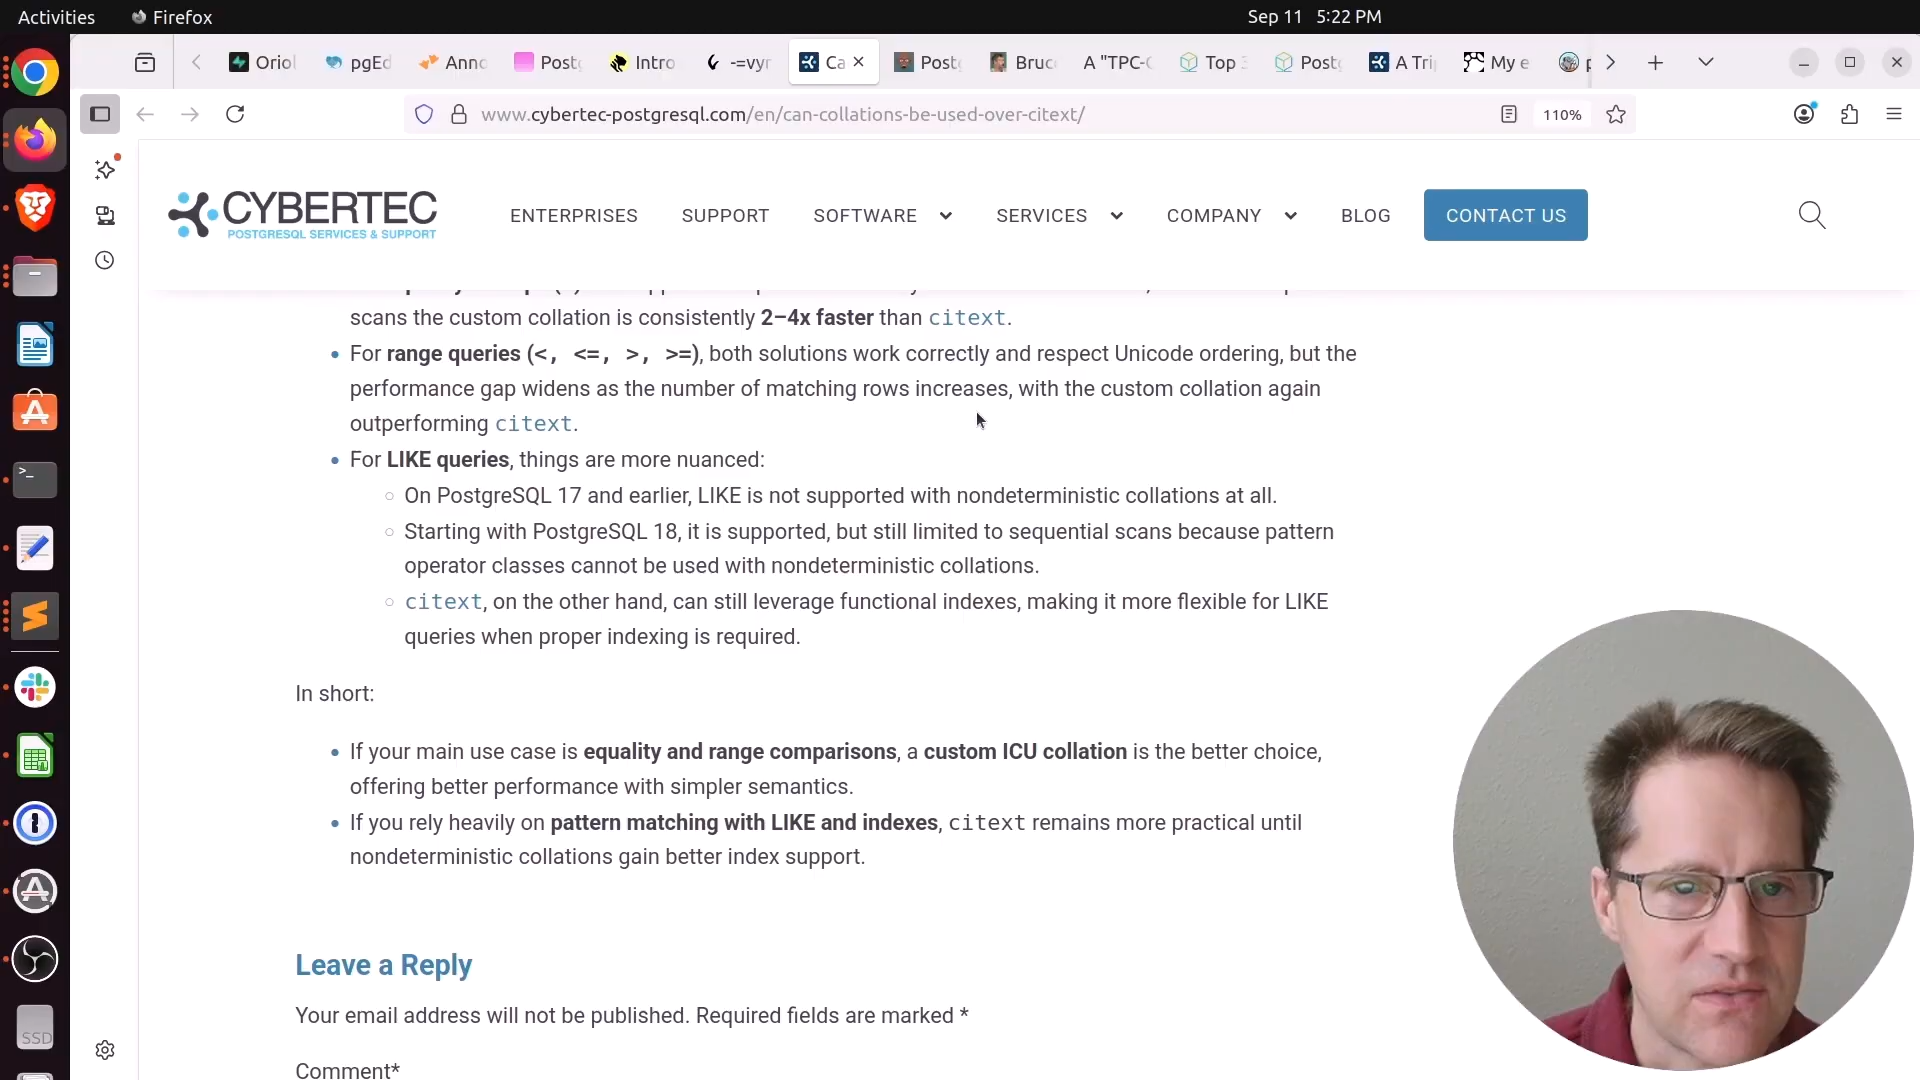 Activities
Firefox
Sep 11 5:22 PM
Oriol
pgEd
Anno
Post
Intro
-=vyr
Ca
Postg
Bruce
A "TPC-C
Top 3
Postg
A Trip
My e
www.cybertec-postgresql.com/en/can-collations-be-used-over-citext/
110%
CYBERTEC
POSTGRESQL SERVICES & SUPPORT
ENTERPRISES
SUPPORT
SOFTWARE
SERVICES
COMPANY
BLOG
CONTACT US
scans the custom collation is consistently 2–4x faster than citext.
• For range queries (<, <=, >, >=), both solutions work correctly and respect Unicode ordering, but the
performance gap widens as the number of matching rows increases, with the custom collation again
outperforming citext.
• For LIKE queries, things are more nuanced:
○ On PostgreSQL 17 and earlier, LIKE is not supported with nondeterministic collations at all.
○ Starting with PostgreSQL 18, it is supported, but still limited to sequential scans because pattern
operator classes cannot be used with nondeterministic collations.
○ citext, on the other hand, can still leverage functional indexes, making it more flexible for LIKE
queries when proper indexing is required.
In short:
• If your main use case is equality and range comparisons, a custom ICU collation is the better choice,
offering better performance with simpler semantics.
• If you rely heavily on pattern matching with LIKE and indexes, citext remains more practical until
nondeterministic collations gain better index support.
Leave a Reply
Your email address will not be published. Required fields are marked *
Comment*
SSD